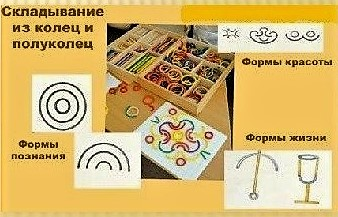 Складывание
из колец и
полуколец
Формы красоты
Формы
познания
Формы жизни